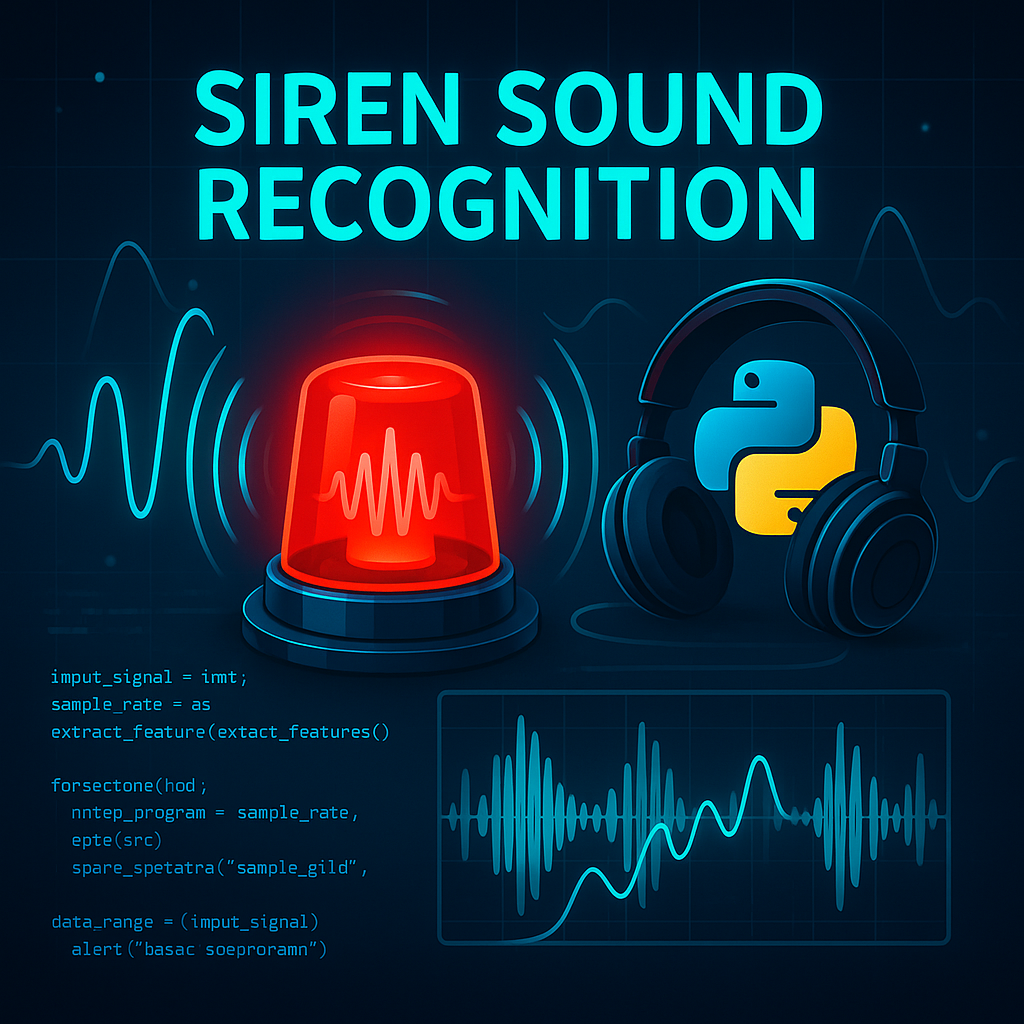 SIREN SOUND
RECOGNITION
imput_signal = imt;
sample_rate = as
extract_feature(extact_features()
forsectone(hod;
nntep_program = sample_rate,
epte(src)
spare_spetatra("sample_gild",
data_range = (imput_signal)
alert("basac soeproramn")